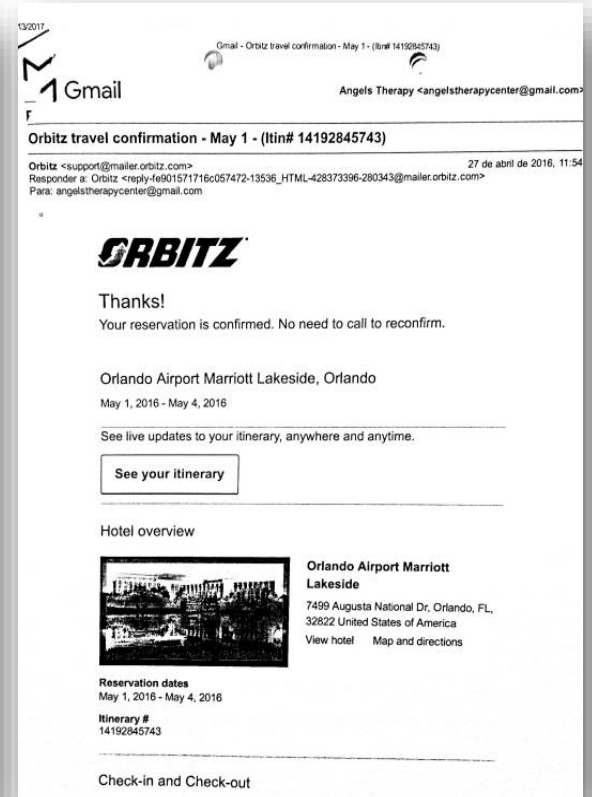 13/2017
Gmail - Orbitz travel confirmation - May 1 - (Itin# 14192845743)
Gmail
Angels Therapy <angelstherapycenter@gmail.com>
Orbitz travel confirmation - May 1 - (Itin# 14192845743)
Orbitz <support@mailer.orbitz.com>
27 de abril de 2016, 11:54
Responder a: Orbitz <reply-fe901571716c057472-13536_HTML-428373396-280343@mailer.orbitz.com>
Para: angelstherapycenter@gmail.com
ORBITZ
Thanks!
Your reservation is confirmed. No need to call to reconfirm.
Orlando Airport Marriott Lakeside, Orlando
May 1, 2016 - May 4, 2016
See live updates to your itinerary, anywhere and anytime.
See your itinerary
Hotel overview
Orlando Airport Marriott
Lakeside
7499 Augusta National Dr, Orlando, FL,
32822 United States of America
View hotel Map and directions
Reservation dates
May 1, 2016 - May 4, 2016
Itinerary #
14192845743
Check-in and Check-out